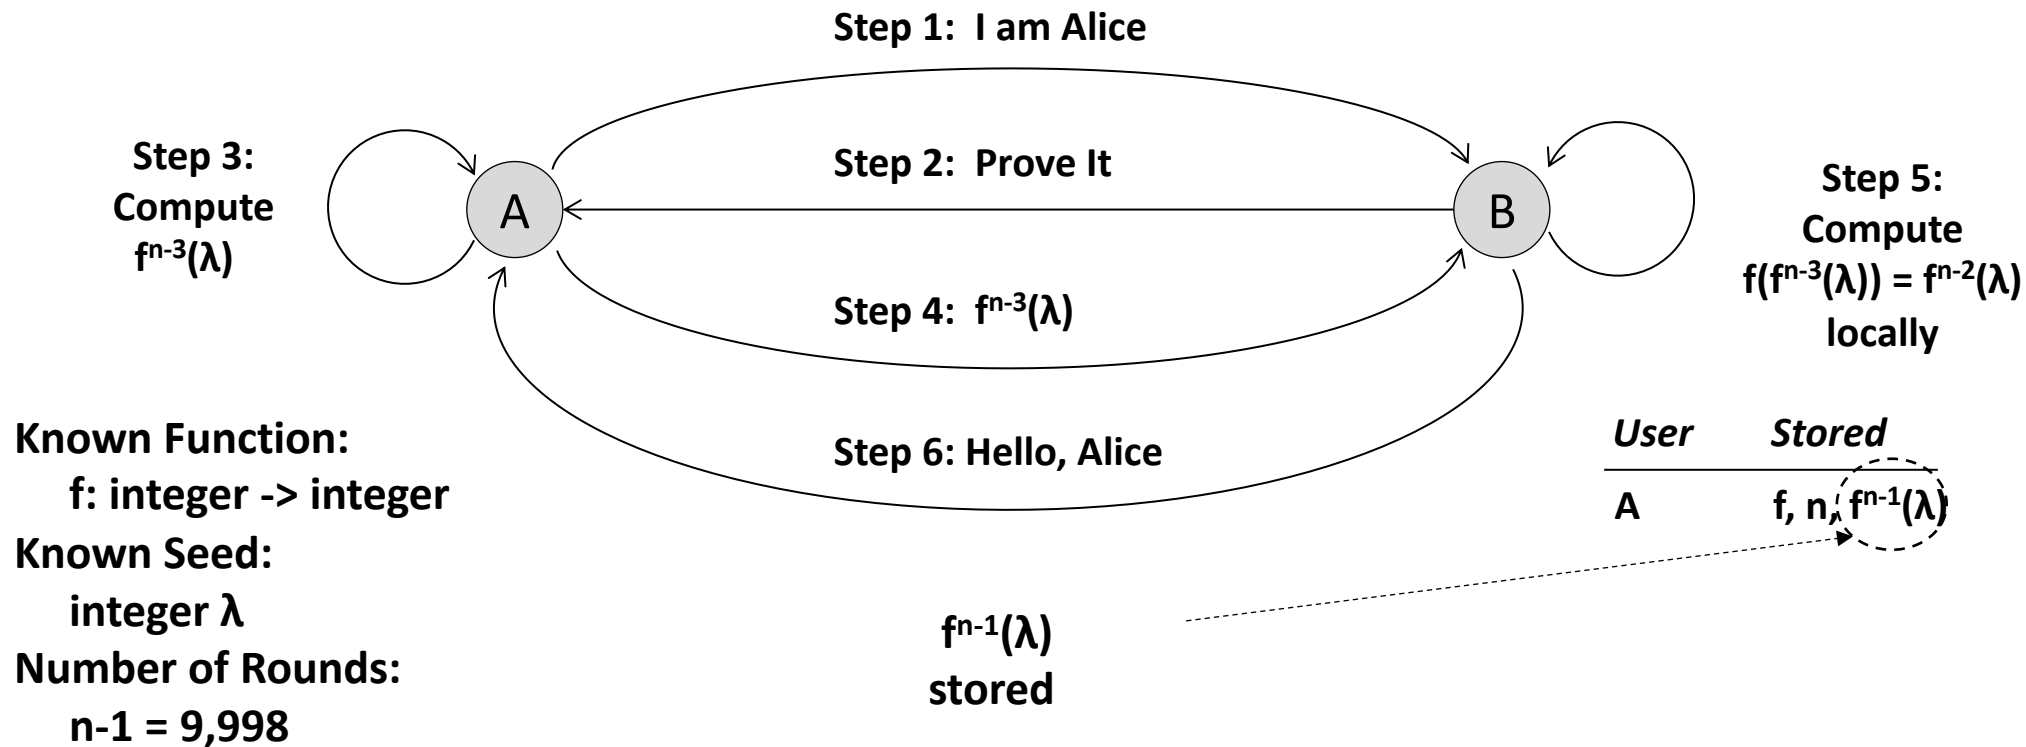 Step 1:  I am Alice
Step 3:
Compute
fⁿ⁻³(λ)
A
Step 2:  Prove It
B
Step 5:
Compute
f(fⁿ⁻³(λ)) = fⁿ⁻²(λ)
locally
Step 4:  fⁿ⁻³(λ)
Step 6: Hello, Alice
Known Function:
f: integer -> integer
Known Seed:
integer λ
Number of Rounds:
n-1 = 9,998
fⁿ⁻¹(λ)
stored
User Stored
A f, n, fⁿ⁻¹(λ)